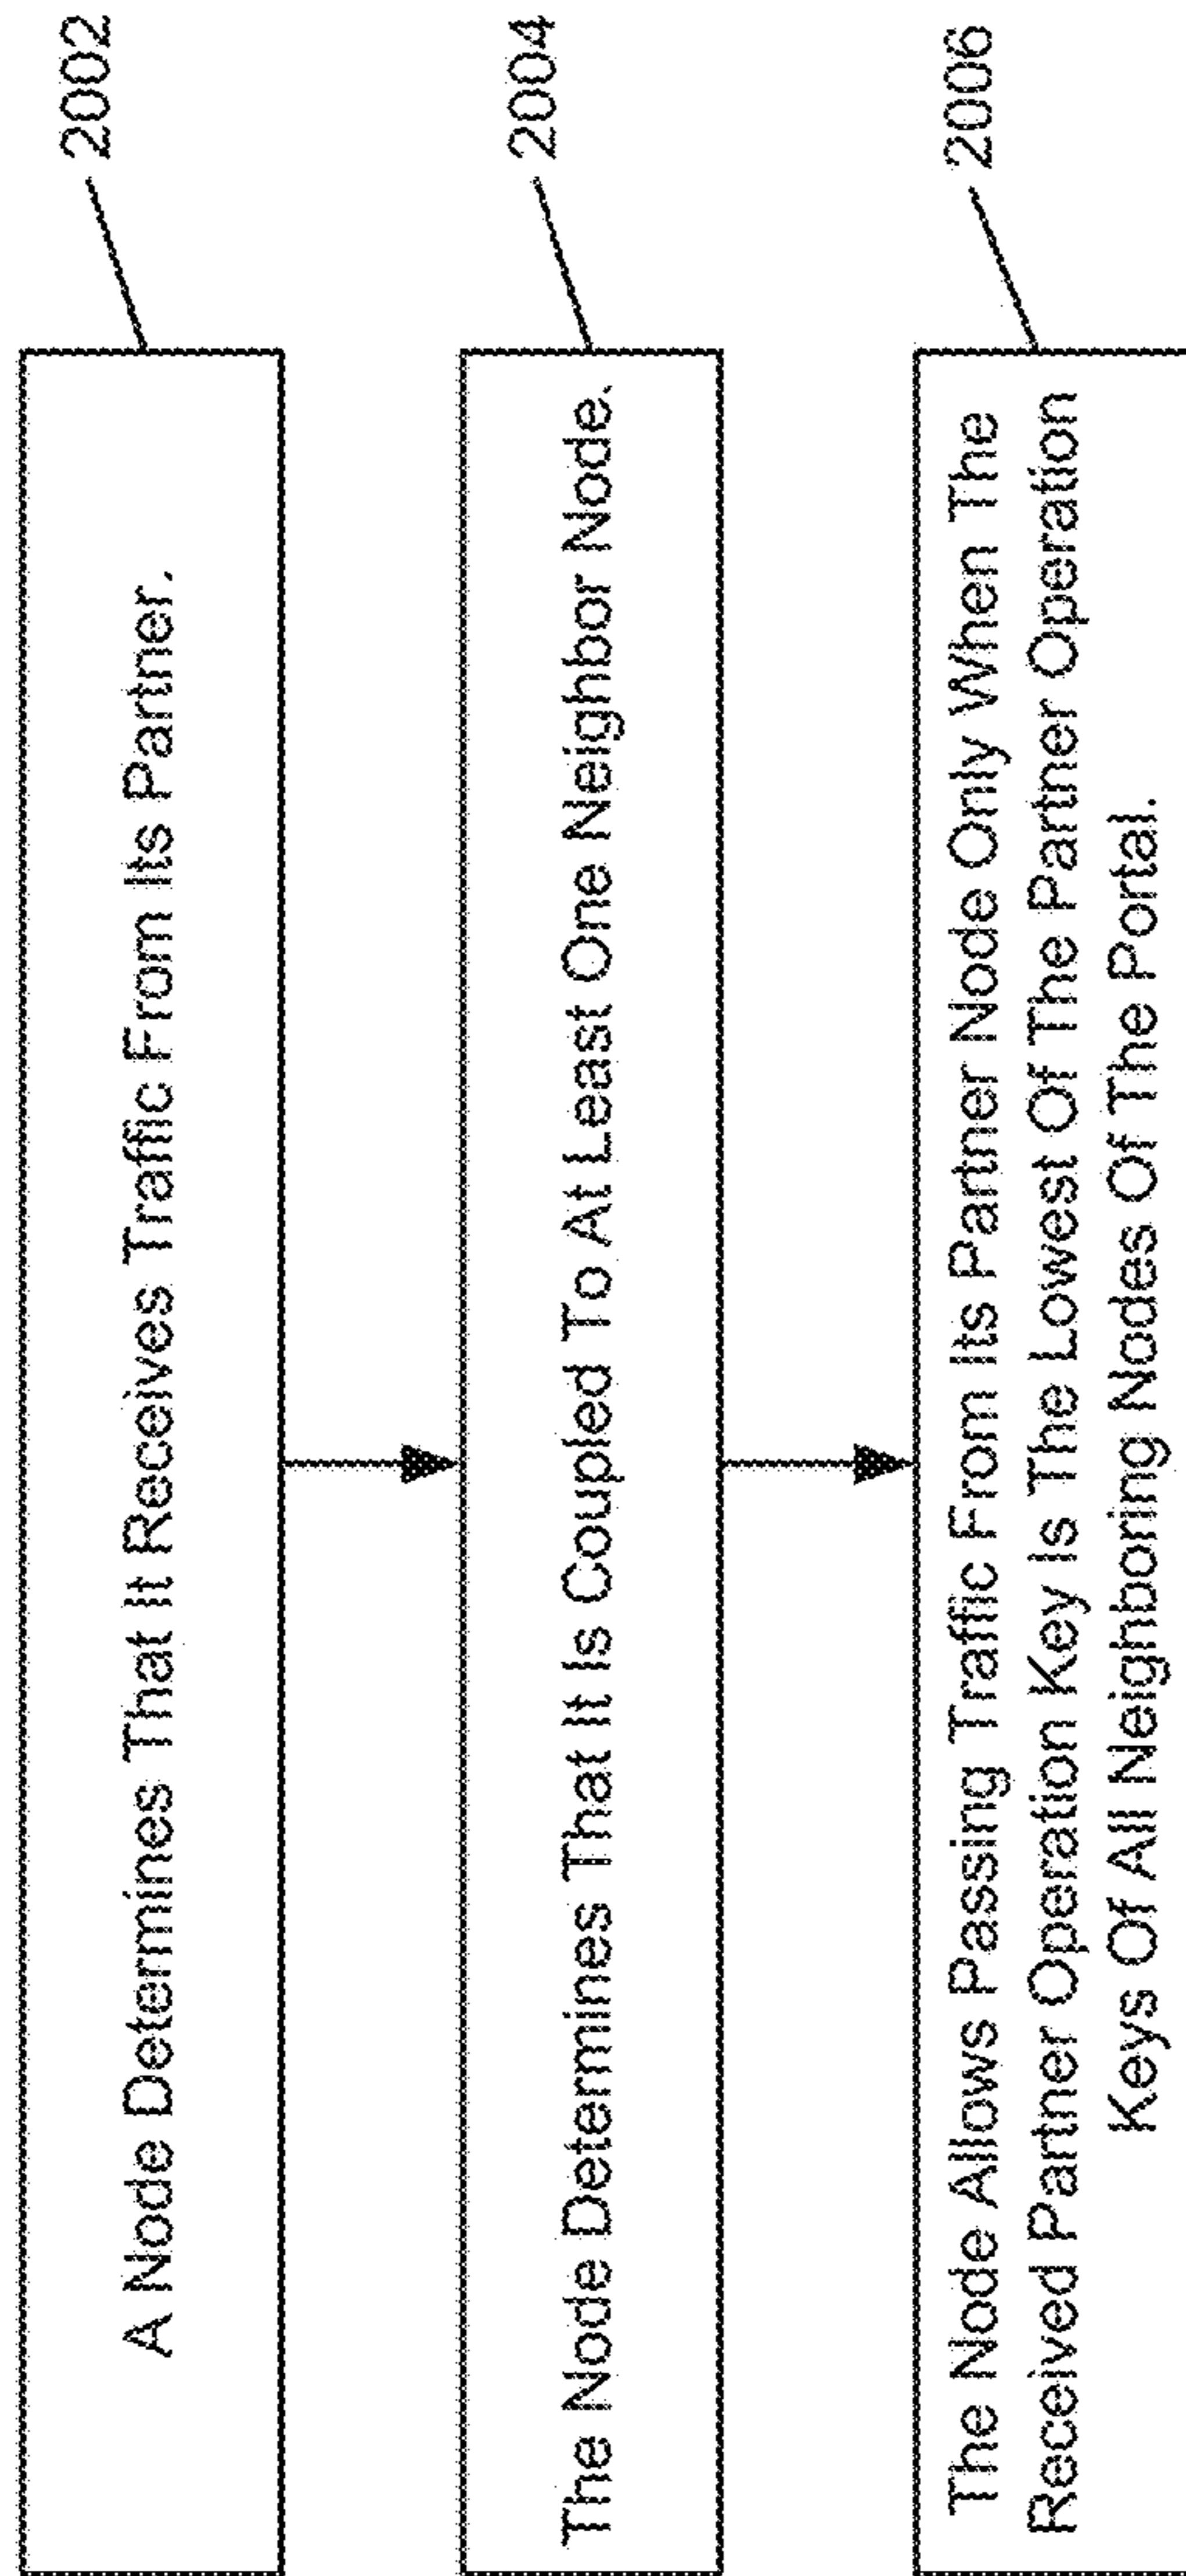 A Node Determines That It Receives Traffic From Its Partner.
2002
The Node Determines That It Is Coupled To At Least One Neighbor Node.
2004
The Node Allows Passing Traffic From Its Partner Node Only When The
Received Partner Operation Key Is The Lowest Of The Partner Operation
Keys Of All Neighboring Nodes Of The Portal.
2006